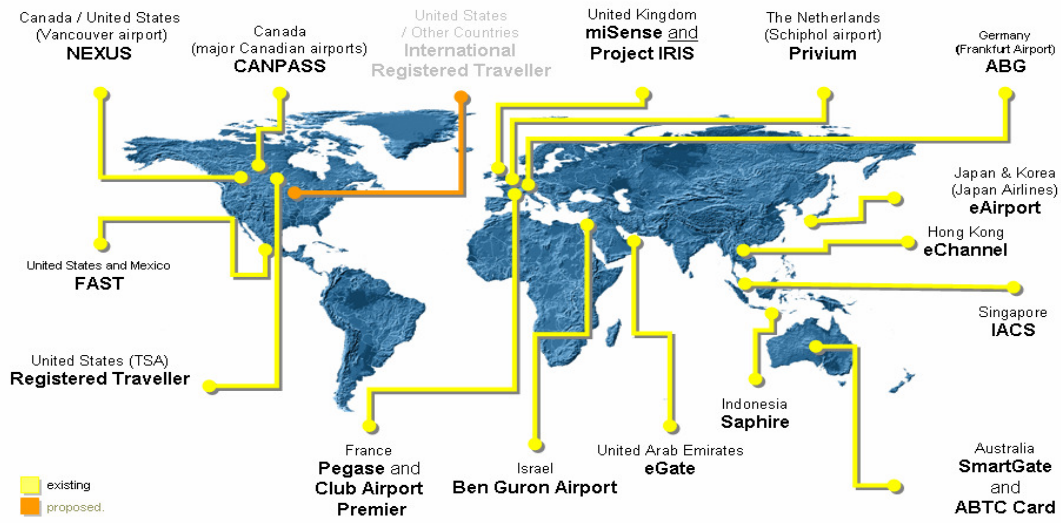 Canada / United States
(Vancouver airport)
NEXUS
Canada
(major Canadian airports)
CANPASS
United States
/ Other Countries
International
Registered Traveller
United Kingdom
miSense and
Project IRIS
The Netherlands
(Schiphol airport)
Privium
Germany
(Frankfurt Airport)
ABG
Japan & Korea
(Japan Airlines)
eAirport
Hong Kong
eChannel
Singapore
IACS
United States and Mexico
FAST
United States (TSA)
Registered Traveller
France
Pegase and
Club Airport
Premier
Israel
Ben Guron Airport
United Arab Emirates
eGate
Indonesia
Saphire
Australia
SmartGate
and
ABTC Card
existing
proposed.